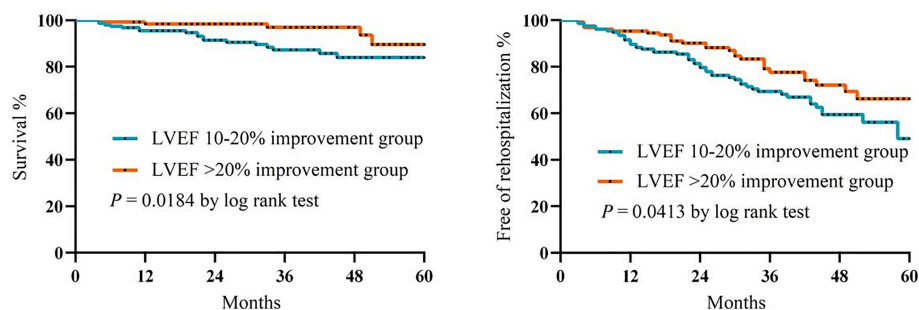 Survival %
100
80
60
40
20
0
LVEF 10-20% improvement group
LVEF >20% improvement group
P = 0.0184 by log rank test
0 12 24 36 48 60
Months
Free of rehospitalization %
100
80
60
40
20
0
LVEF 10-20% improvement group
LVEF >20% improvement group
P = 0.0413 by log rank test
0 12 24 36 48 60
Months